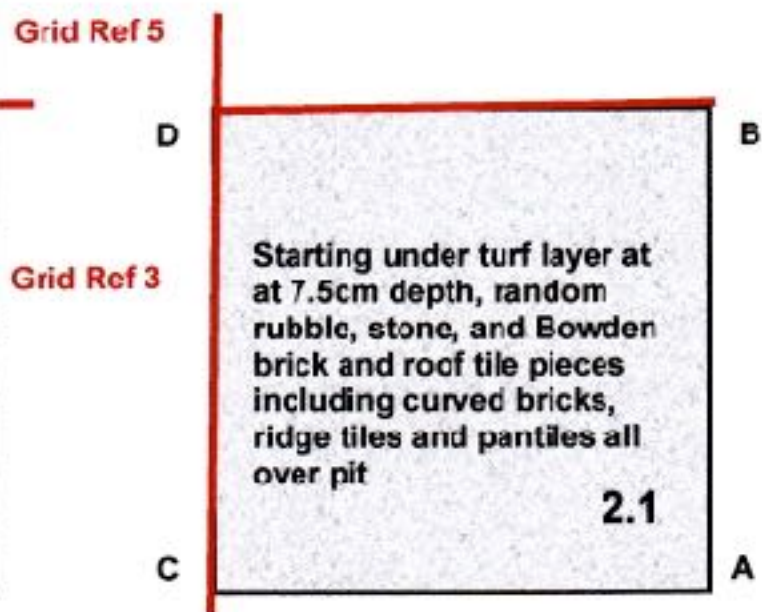 Grid Ref 5
D
B
Grid Ref 3
Starting under turf layer at
at 7.5cm depth, random
rubble, stone, and Bowden
brick and roof tile pieces
including curved bricks,
ridge tiles and pantiles all
over pit
2.1
C
A